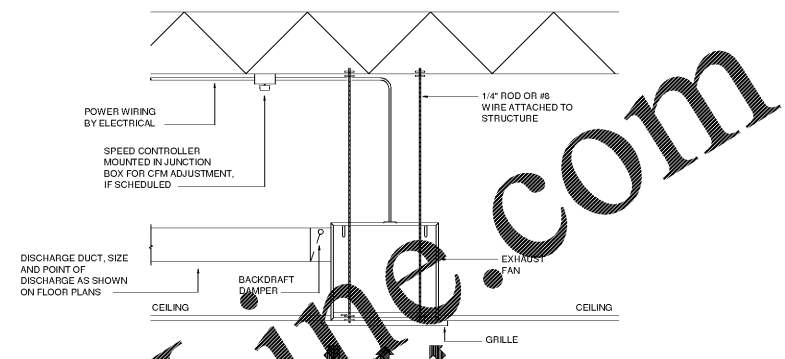 1/4" ROD OR #8
WIRE ATTACHED TO
STRUCTURE
POWER WIRING
BY ELECTRICAL
SPEED CONTROLLER
MOUNTED IN JUNCTION
BOX FOR CFM ADJUSTMENT,
IF SCHEDULED
DISCHARGE DUCT, SIZE
AND POINT OF
DISCHARGE AS SHOWN
ON FLOOR PLANS
BACKDRAFT
DAMPER
EXHAUST
FAN
CEILING
CEILING
GRILLE
ine.com